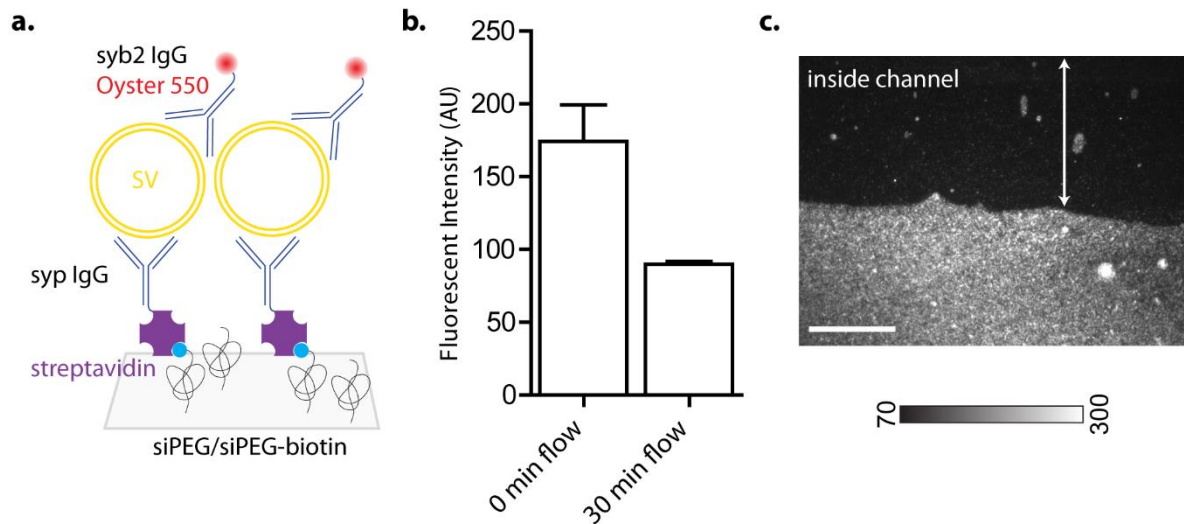 a.
syb2 IgG
Oyster 550
SV
syp IgG
streptavidin
siPEG/siPEG-biotin
b.
Fluorescent Intensity (AU)
250
200
150
100
50
0
0 min flow
30 min flow
c.
inside channel
70
300